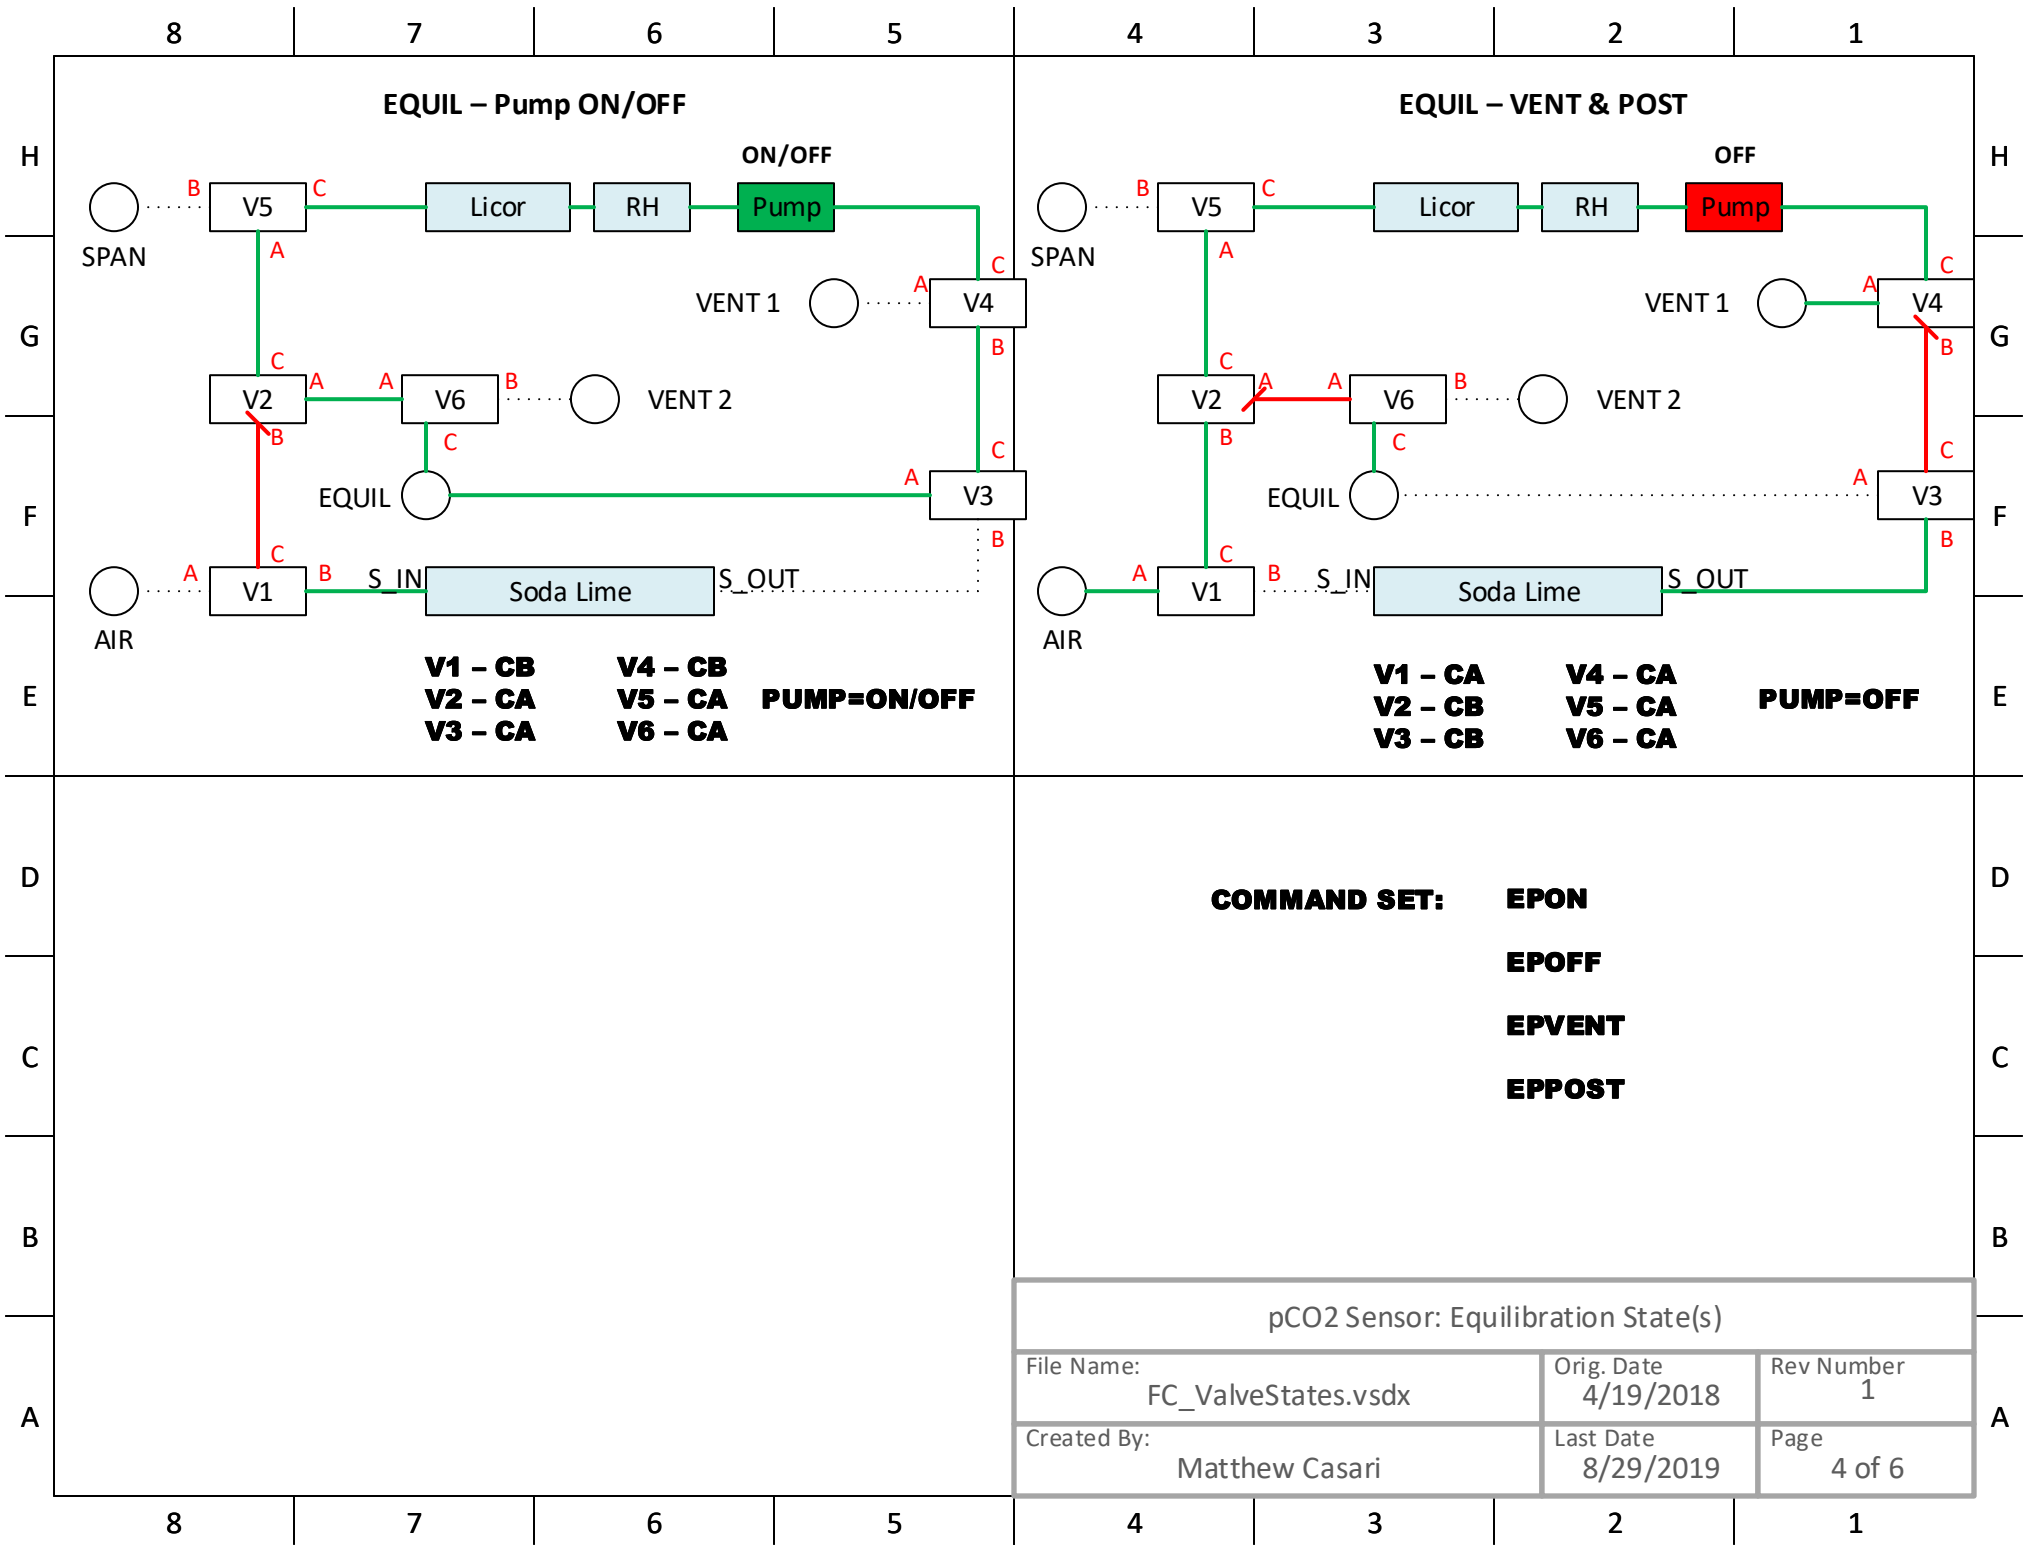 8 7 6 5 4 3 2 1
EQUIL – Pump ON/OFF
H
ON/OFF
B V5 C Licor RH Pump
SPAN
A
C
VENT 1 A V4
G
B
C
V2 A A V6 B VENT 2
B C
C
EQUIL A V3
F
B
C
A V1 B S_IN Soda Lime S_OUT
AIR
V1 – CB V4 – CB
E V2 – CA V5 – CA PUMP=ON/OFF
V3 – CA V6 – CA
EQUIL – VENT & POST
OFF
H
B V5 C Licor RH Pump
SPAN
A
C
VENT 1 A V4
G
B
C
V2 A A V6 B VENT 2
B C
C
EQUIL A V3
F
B
C
A V1 B S_IN Soda Lime S_OUT
AIR
V1 – CA V4 – CA
V2 – CB V5 – CA PUMP=OFF E
V3 – CB V6 – CA
D COMMAND SET: EPON D
EPOFF
C EPVENT C
EPPOST
B B
pCO2 Sensor: Equilibration State(s)
File Name: Orig. Date Rev Number
FC_ValveStates.vsdx 4/19/2018 1
A A
Created By: Last Date Page
Matthew Casari 8/29/2019 4 of 6
8 7 6 5 4 3 2 1